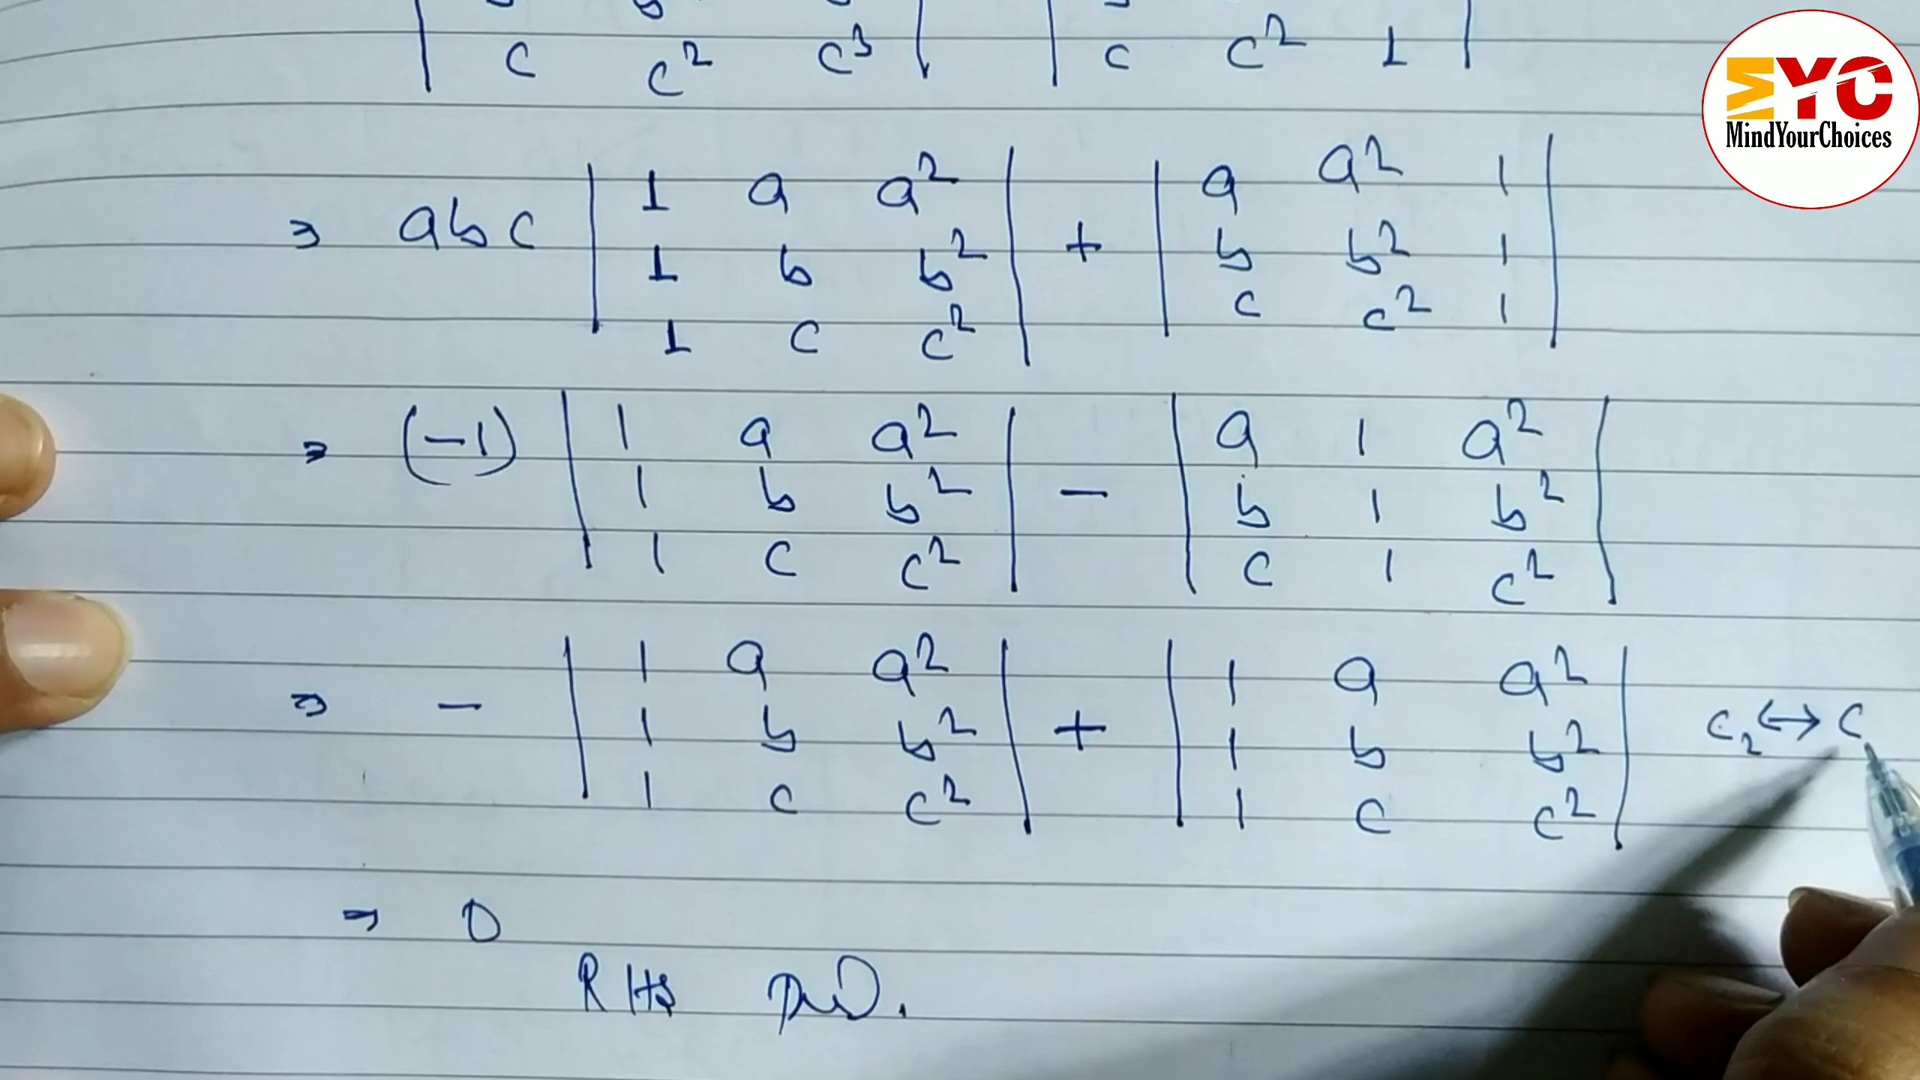 c c² c³ | c c² 1
⇒ abc | 1 a a² | + | a a² 1 |
1 b b² | b b² 1
1 c c² | c c² 1
⇒ (-1) | 1 a a² | - | a 1 a² |
1 b b² | b 1 b²
1 c c² | c 1 c²
⇒ - | 1 a a² | + | 1 a a² |
1 b b² | 1 b b² | C₂ ↔ C
1 c c² | 1 c c²
⇒ 0
RHS
MYC
MindYourChoices